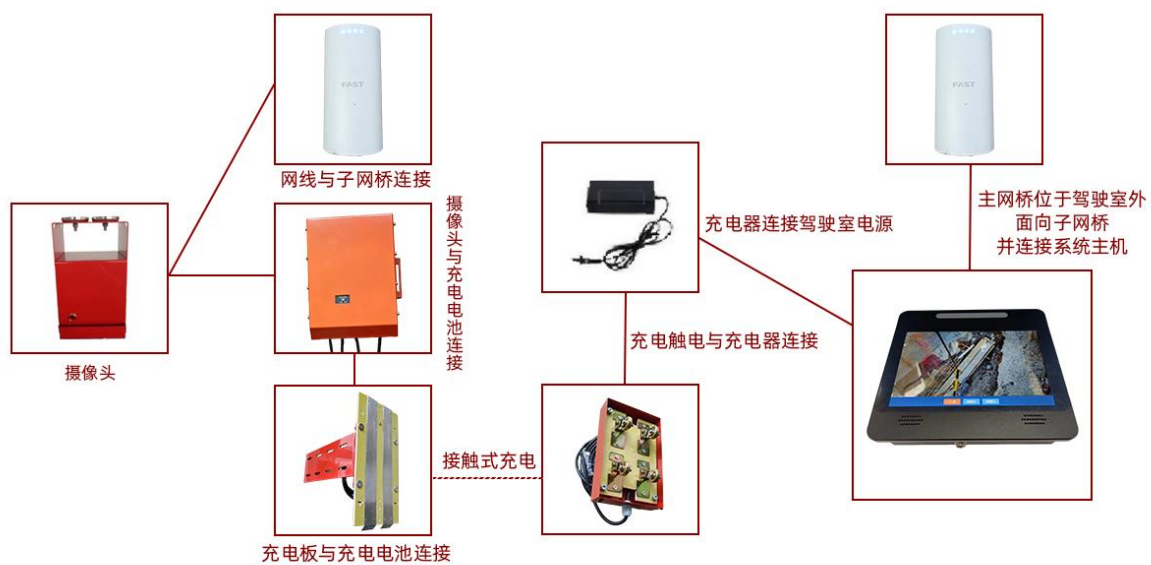 FAST
网线与子网桥连接
摄像头
摄像头与充电电池连接
充电板与充电电池连接
接触式充电
充电触电与充电器连接
充电器连接驾驶室电源
FAST
主网桥位于驾驶室外
面向子网桥
并连接系统主机